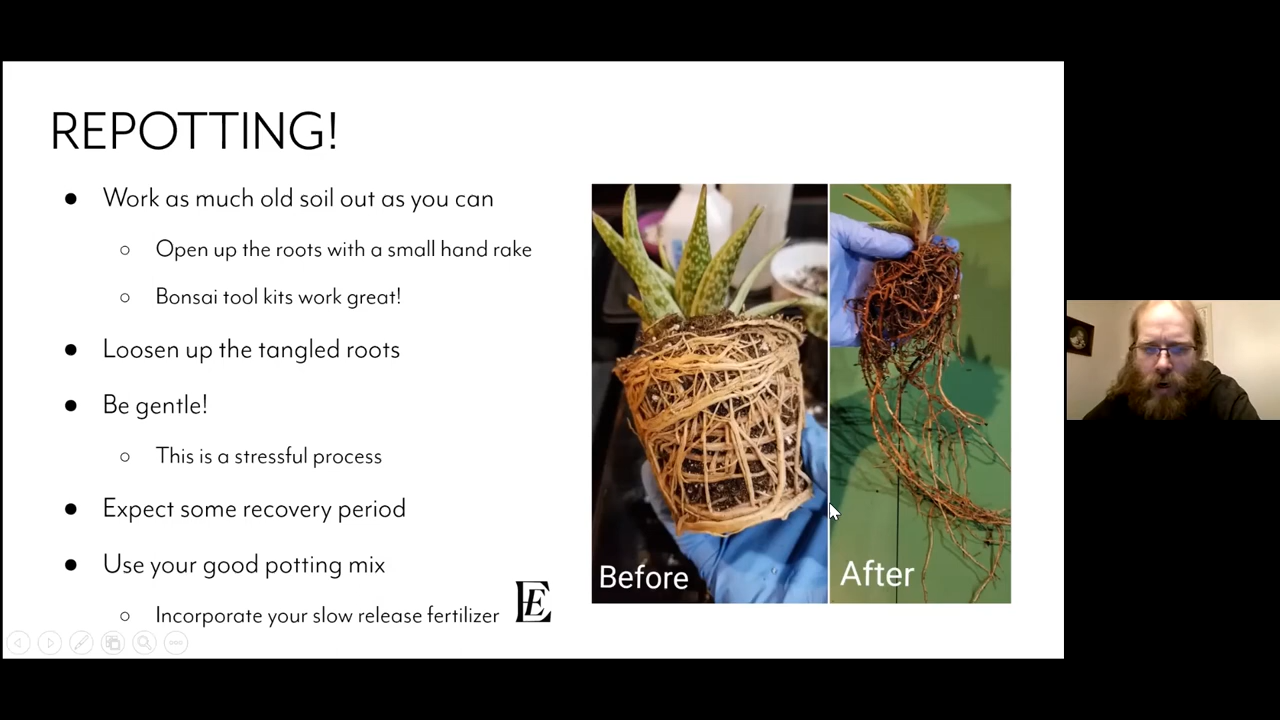 REPOTTING!
● Work as much old soil out as you can
○ Open up the roots with a small hand rake
○ Bonsai tool kits work great!
● Loosen up the tangled roots
● Be gentle!
○ This is a stressful process
● Expect some recovery period
● Use your good potting mix
○ Incorporate your slow release fertilizer
E
Before
After